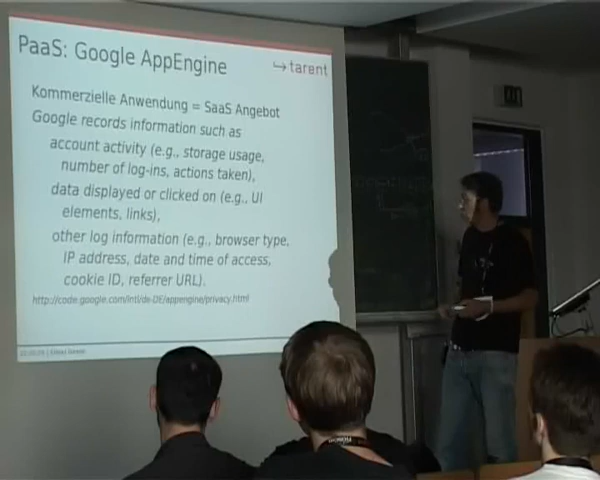 PaaS: Google AppEngine
tarent
Kommerzielle Anwendung = SaaS Angebot
Google records information such as
account activity (e.g., storage usage,
number of log-ins, actions taken),
data displayed or clicked on (e.g., UI
elements, links),
other log information (e.g., browser type,
IP address, date and time of access,
cookie ID, referrer URL).
http://code.google.com/intl/de-DE/appengine/privacy.html